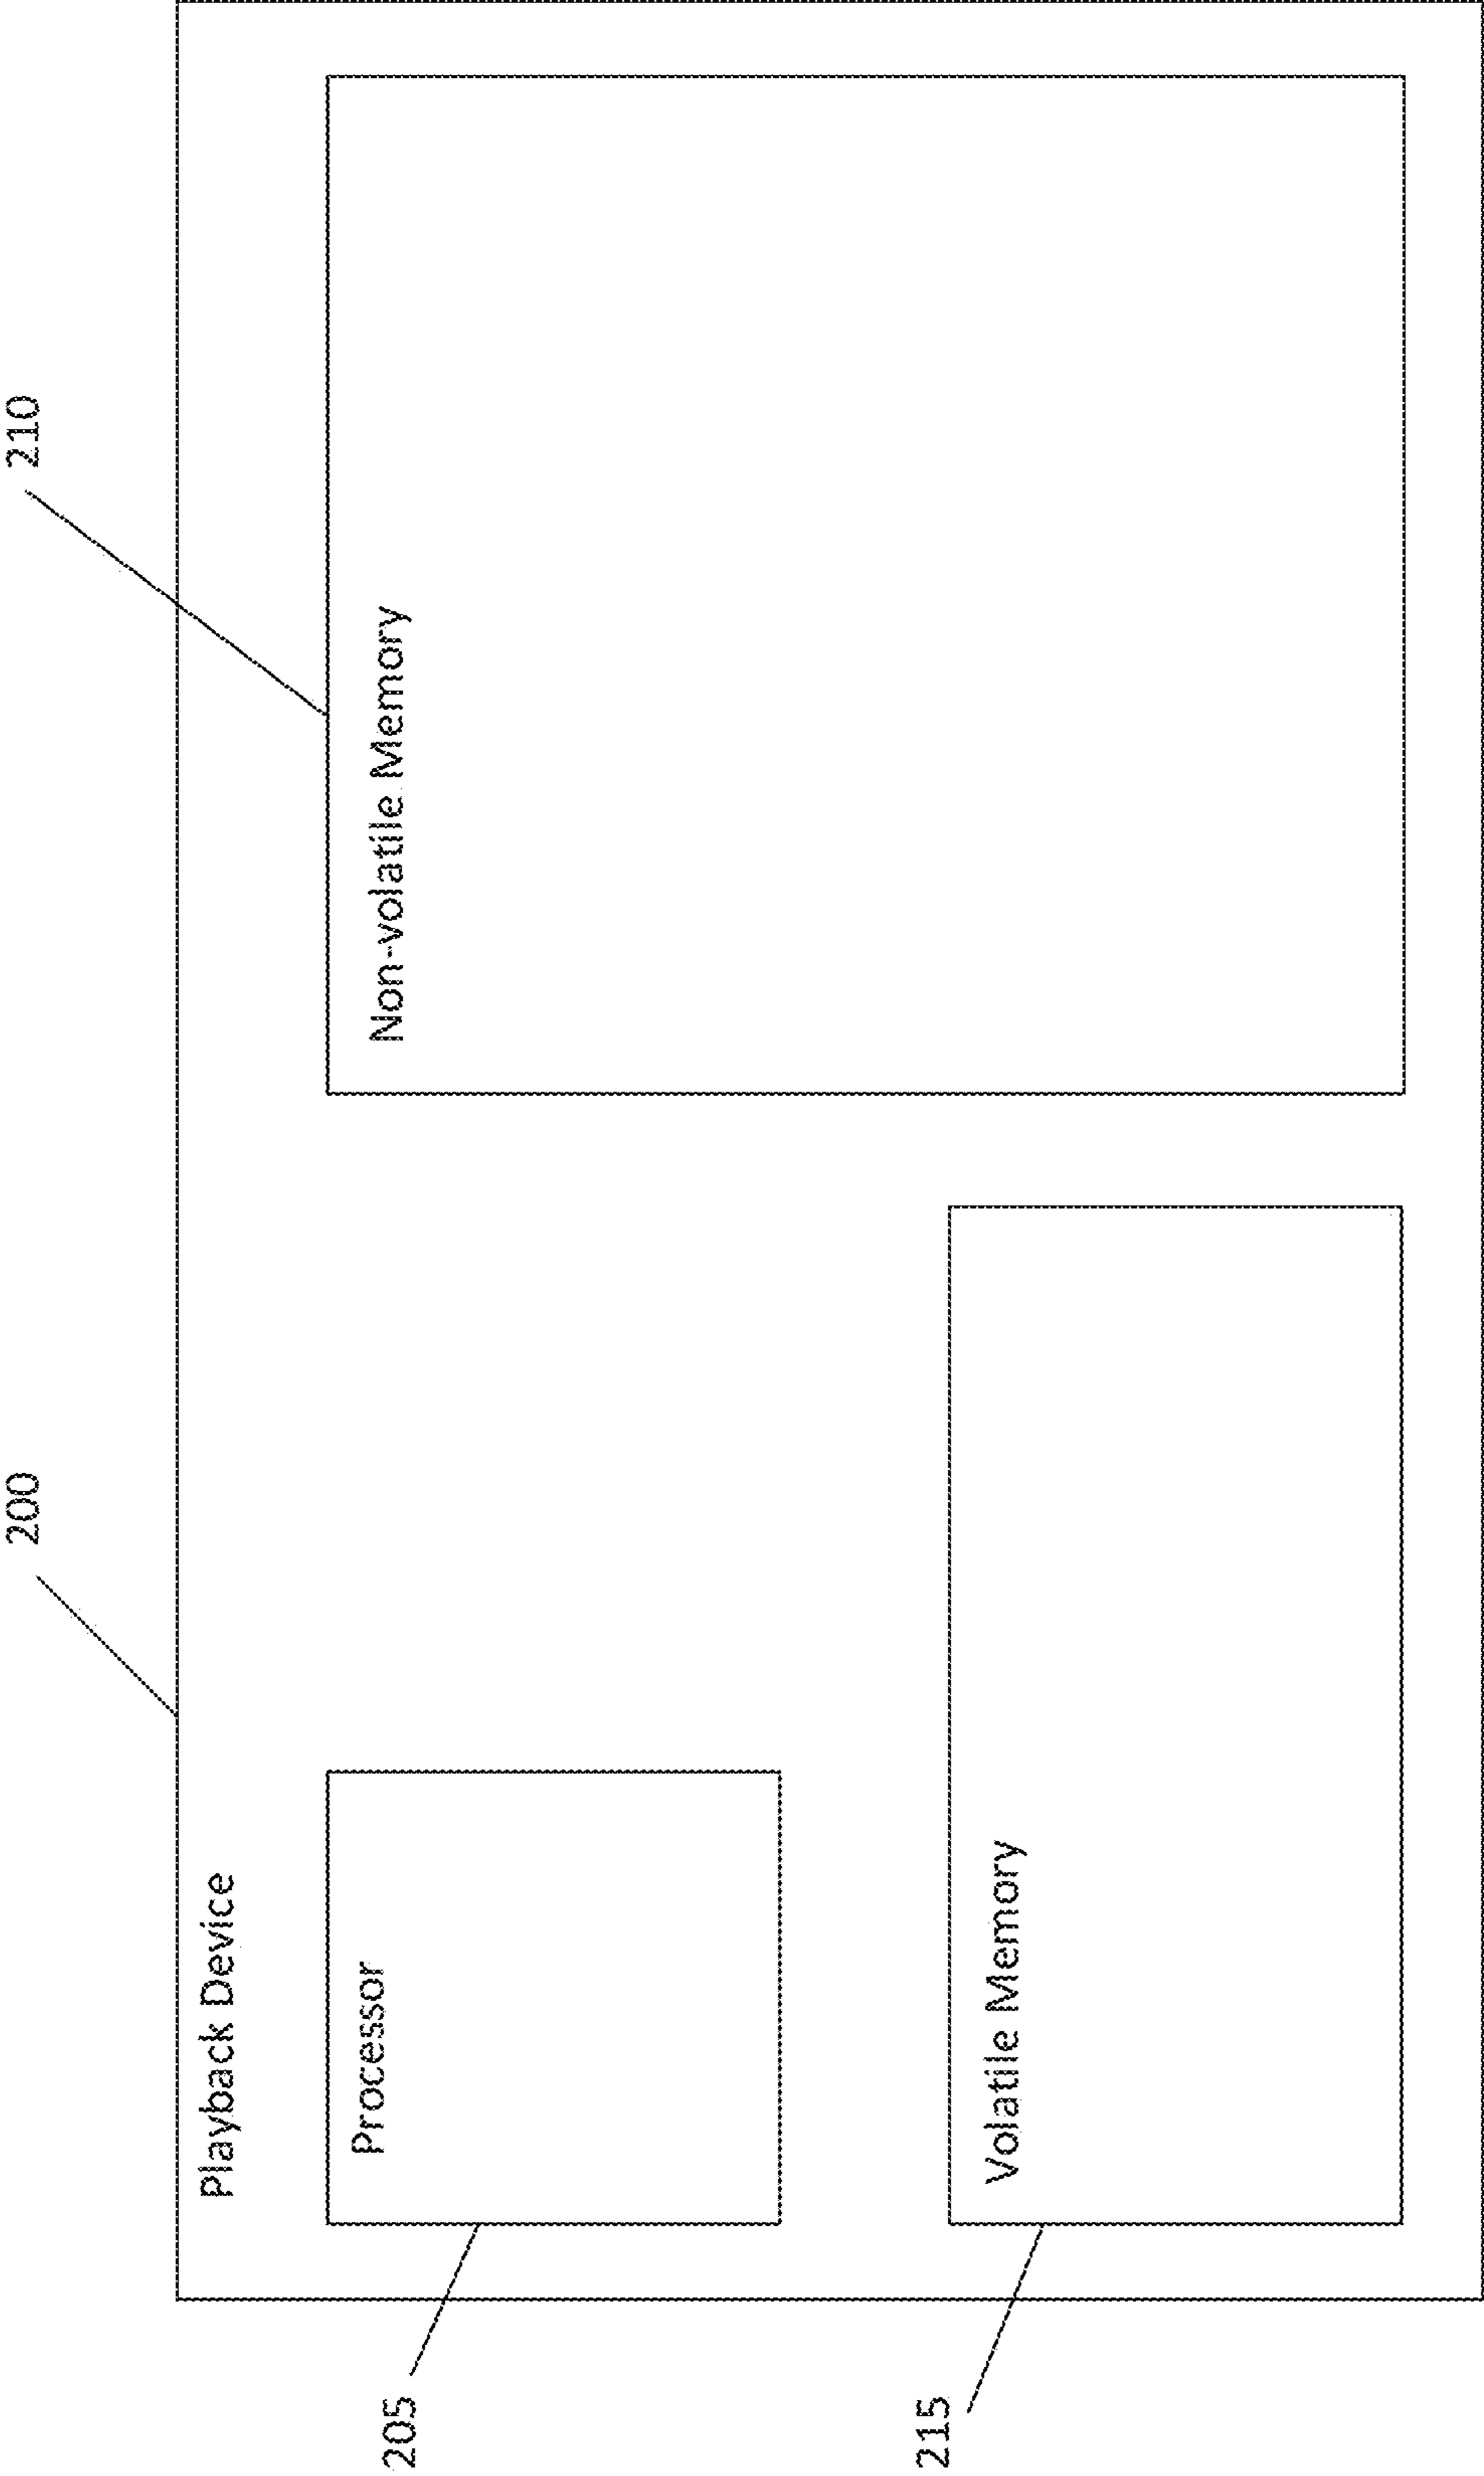 200
210
Playback Device
205
Processor
Non-volatile Memory
215
Volatile Memory